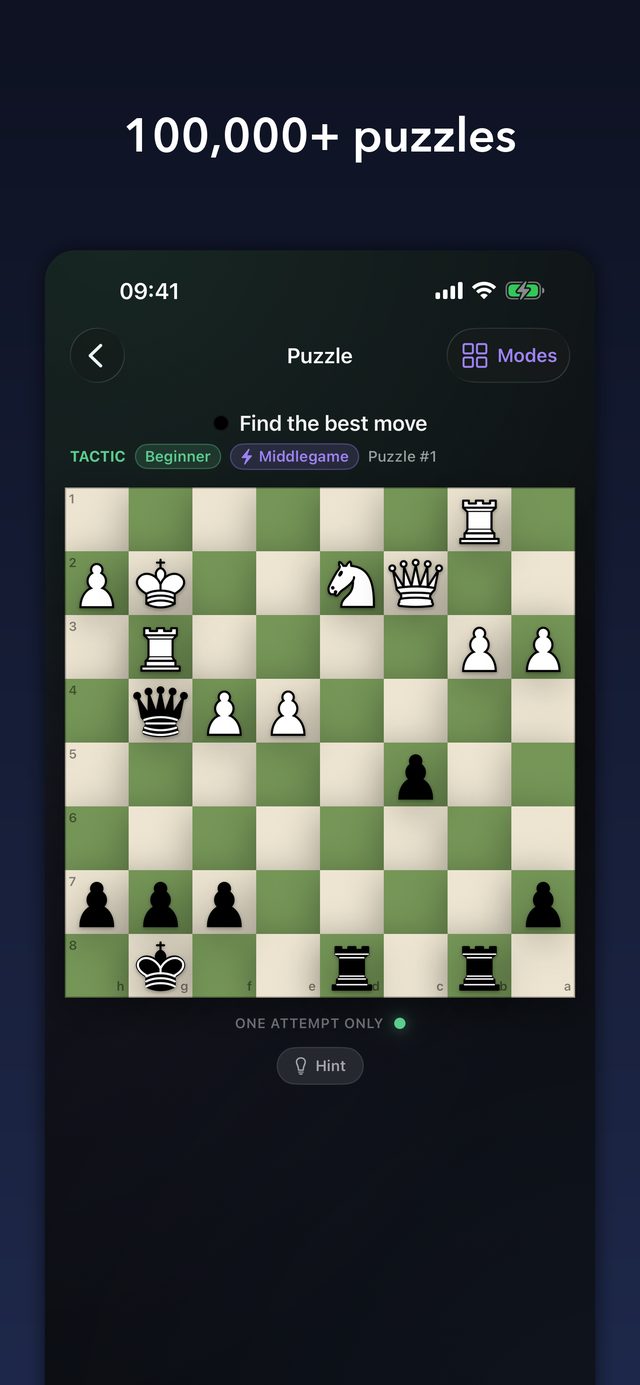 100,000+ puzzles
09:41
Puzzle
Modes
Find the best move
TACTIC Beginner Middlegame Puzzle #1
1
2
3
4
5
6
7
8
h g f e d c b a
ONE ATTEMPT ONLY
Hint